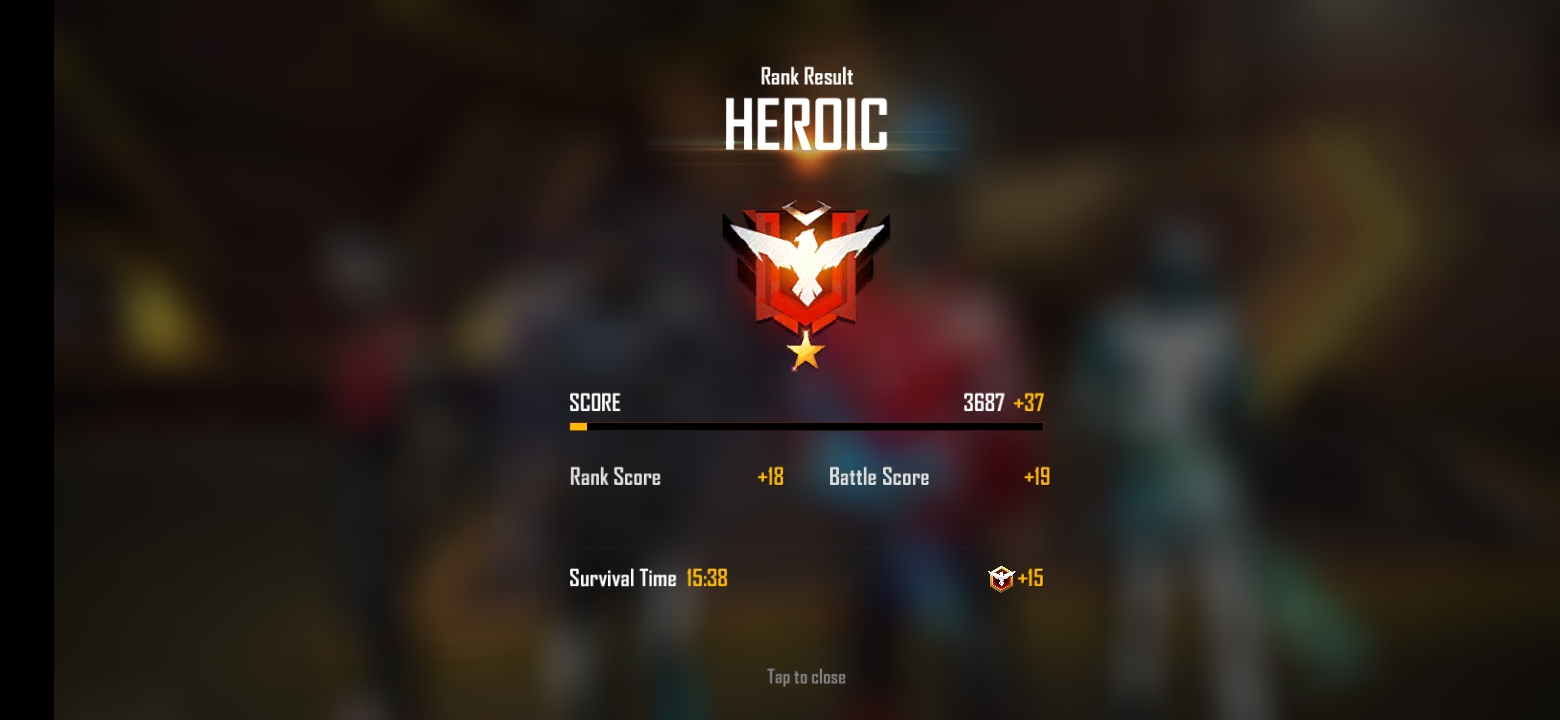 Rank Result
HEROIC
SCORE 3687 +37
Rank Score +18 Battle Score +19
Survival Time 15:38 +15
Tap to close